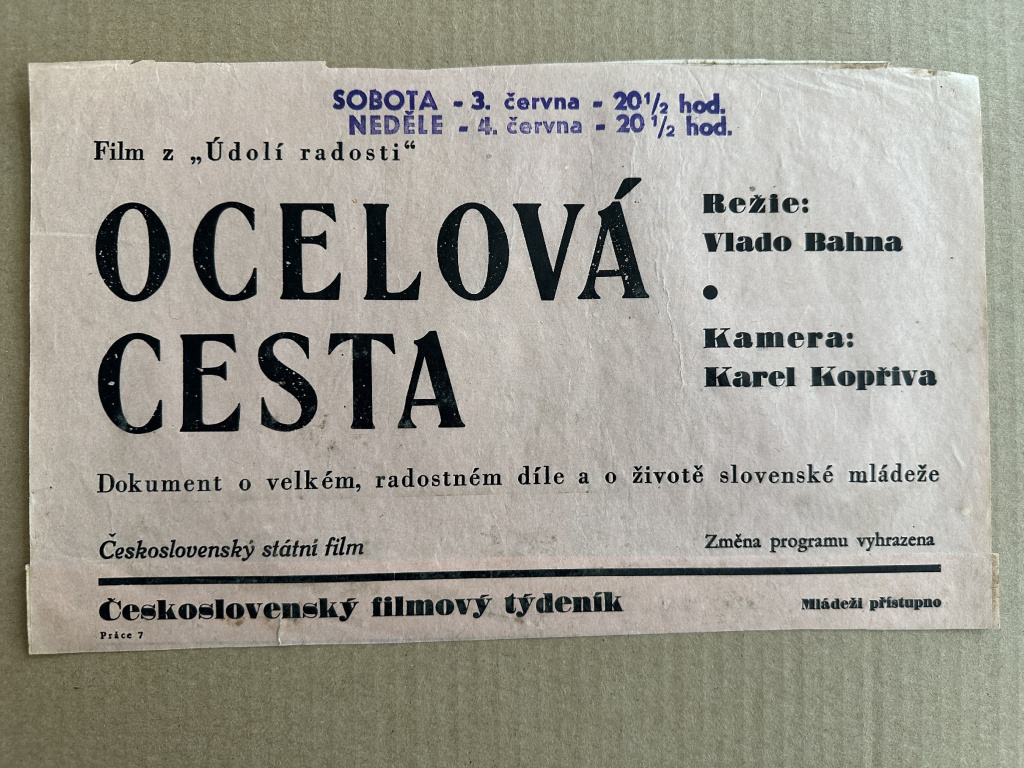 SOBOTA - 3. června - 20 1/2 hod.
NEDĚLE - 4. června - 20 1/2 hod.
Film z „Údolí radosti“
OCELOVÁ
CESTA
Režie:
Vlado Bahna
•
Kamera:
Karel Kopřiva
Dokument o velkém, radostném díle a o životě slovenské mládeže
Československý státní film
Změna programu vyhrazena
Československý filmový týdeník
Mládeži přístupno
Práce 7